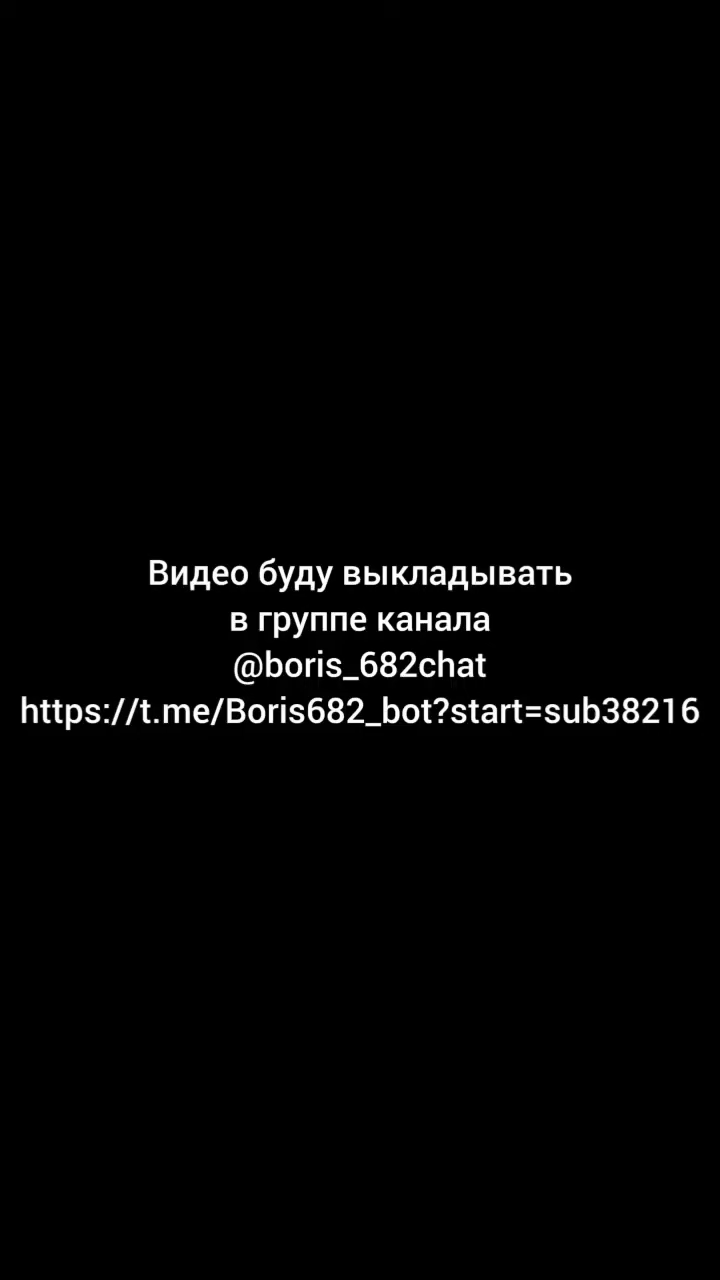 Видео буду выкладывать
в группе канала
@boris_682chat
https://t.me/Boris682_bot?start=sub38216